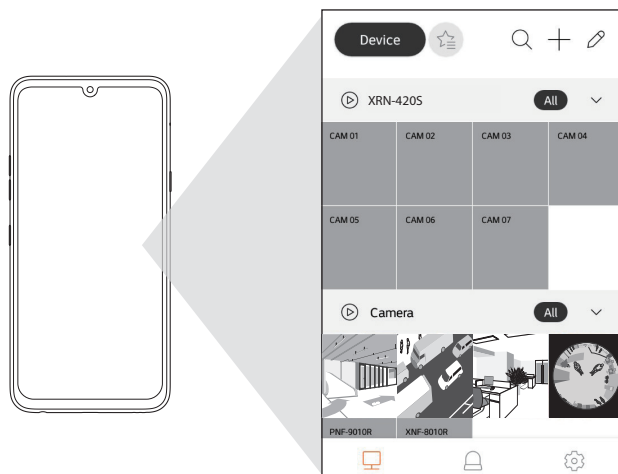 Device
XRN-420S All
CAM 01 CAM 02 CAM 03 CAM 04
CAM 05 CAM 06 CAM 07
Camera All
PNF-9010R XNF-8010R